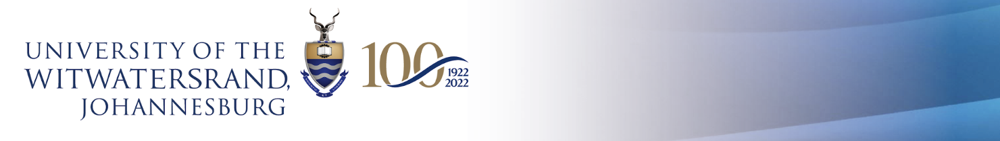 UNIVERSITY OF THE
WITWATERSRAND,
JOHANNESBURG
100
1922
2022